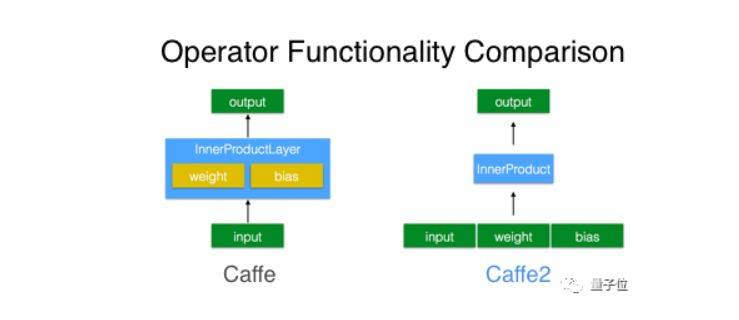 Operator Functionality Comparison
output
InnerProductLayer
weight bias
input
Caffe
output
InnerProduct
input weight bias
Caffe2
量子位